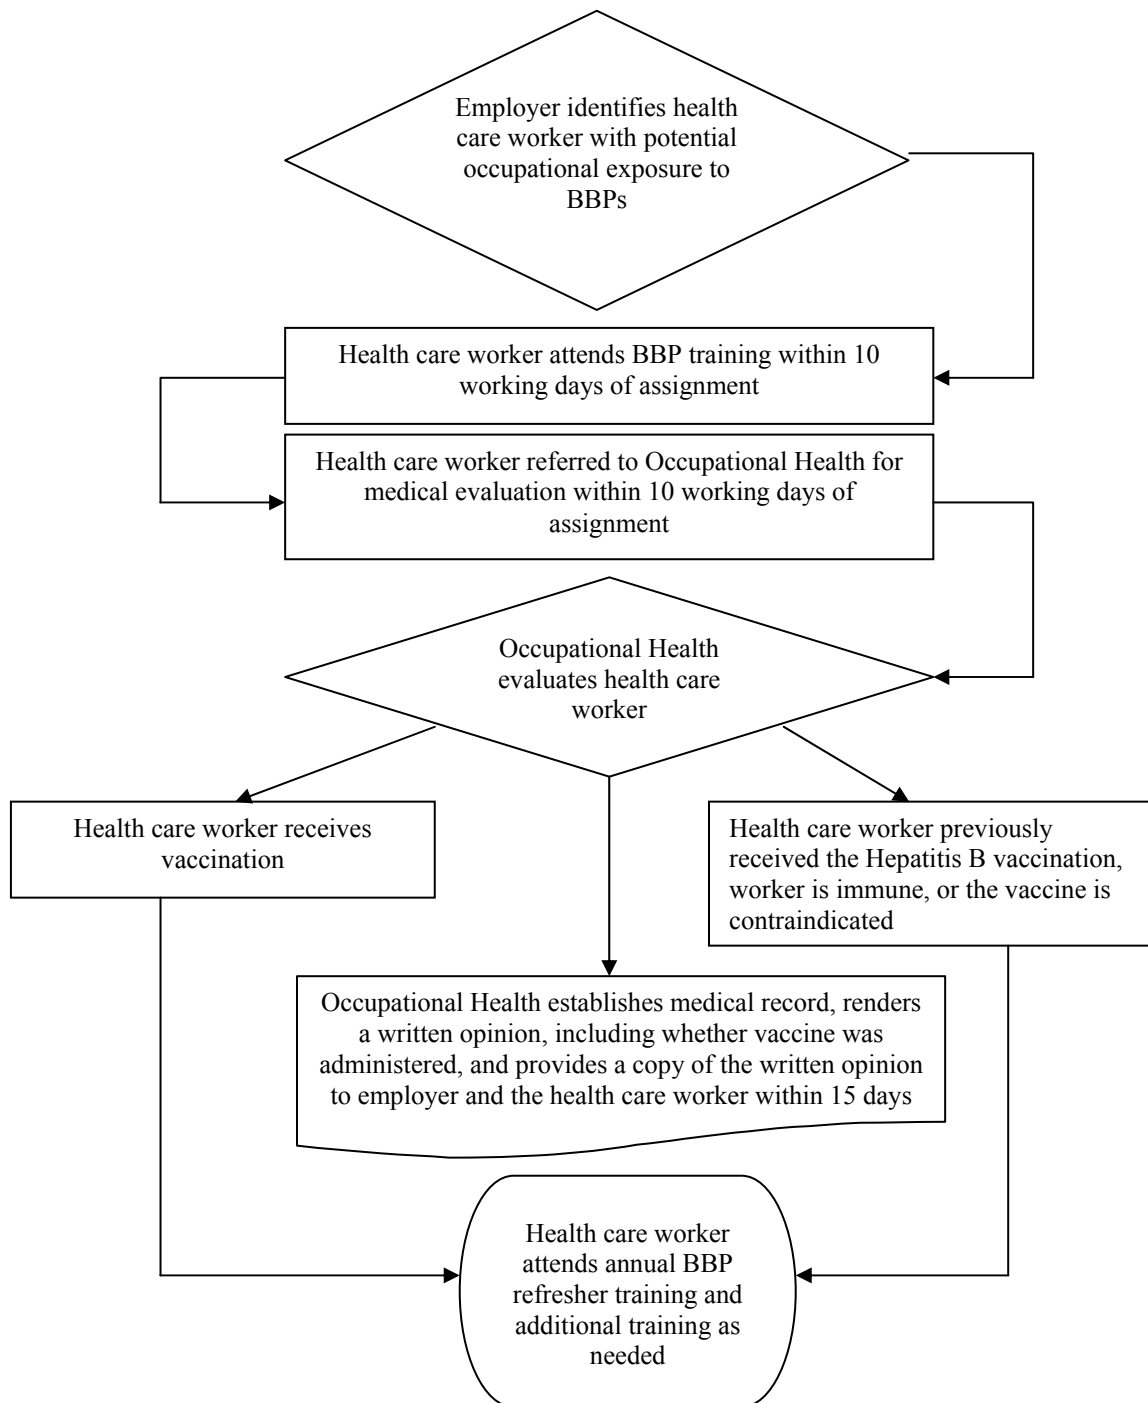 Employer identifies health
care worker with potential
occupational exposure to
BBPs
Health care worker attends BBP training within 10
working days of assignment
Health care worker referred to Occupational Health for
medical evaluation within 10 working days of
assignment
Occupational Health
evaluates health care
worker
Health care worker receives
vaccination
Health care worker previously
received the Hepatitis B vaccination,
worker is immune, or the vaccine is
contraindicated
Occupational Health establishes medical record, renders
a written opinion, including whether vaccine was
administered, and provides a copy of the written opinion
to employer and the health care worker within 15 days
Health care worker
attends annual BBP
refresher training and
additional training as
needed